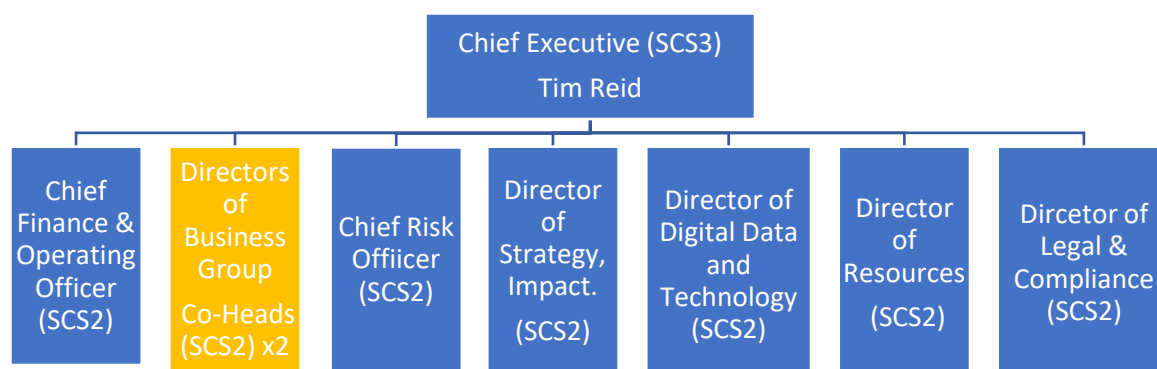 Chief Executive (SCS3)
Tim Reid
Chief
Finance &
Operating
Officer
(SCS2)
Directors
of
Business
Group
Co-Heads
(SCS2) x2
Chief Risk
Offiicer
(SCS2)
Director
of
Strategy,
Impact.
(SCS2)
Director of
Digital Data
and
Technology
(SCS2)
Director
of
Resources
(SCS2)
Dircetor of
Legal &
Compliance
(SCS2)